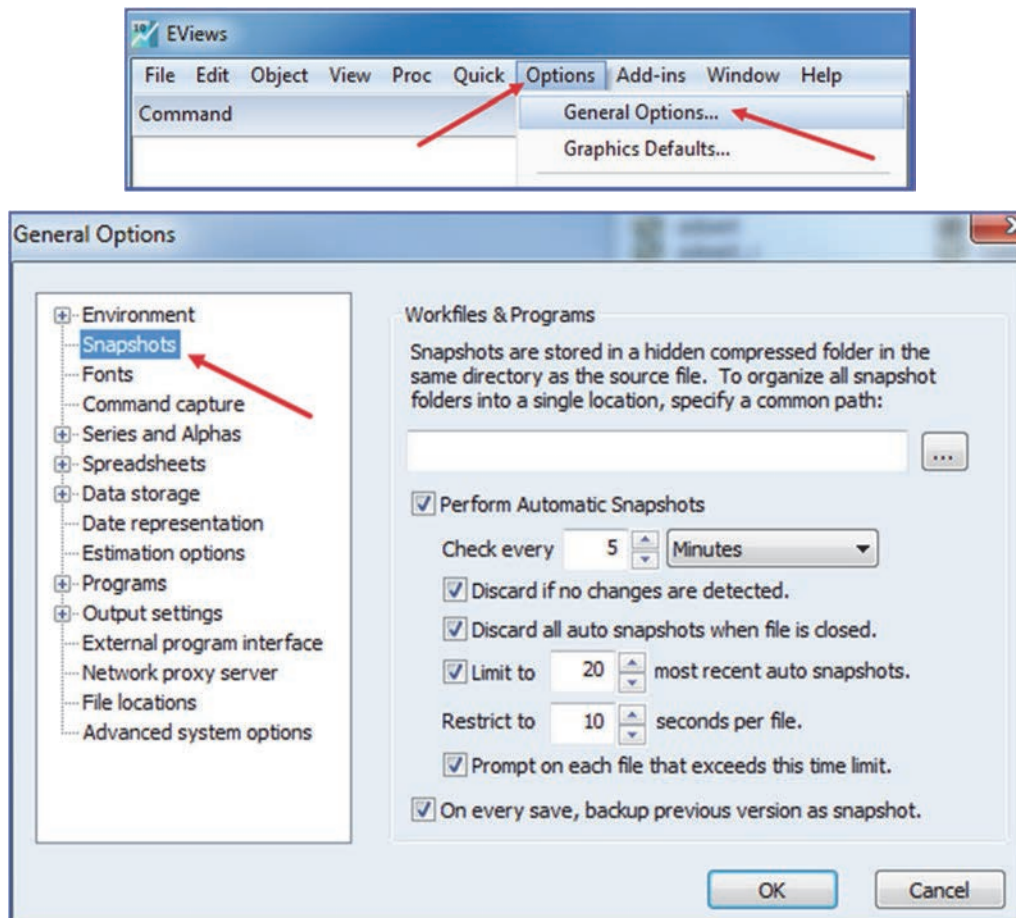 10 EViews
File Edit Object View Proc Quick Options Add-ins Window Help
Command
General Options...
Graphics Defaults...
General Options
Environment
Snapshots
Fonts
Command capture
Series and Alphas
Spreadsheets
Data storage
Date representation
Estimation options
Programs
Output settings
External program interface
Network proxy server
File locations
Advanced system options
Workfiles & Programs
Snapshots are stored in a hidden compressed folder in the
same directory as the source file. To organize all snapshot
folders into a single location, specify a common path:
...
Perform Automatic Snapshots
Check every 5 Minutes
Discard if no changes are detected.
Discard all auto snapshots when file is closed.
Limit to 20 most recent auto snapshots.
Restrict to 10 seconds per file.
Prompt on each file that exceeds this time limit.
On every save, backup previous version as snapshot.
OK Cancel